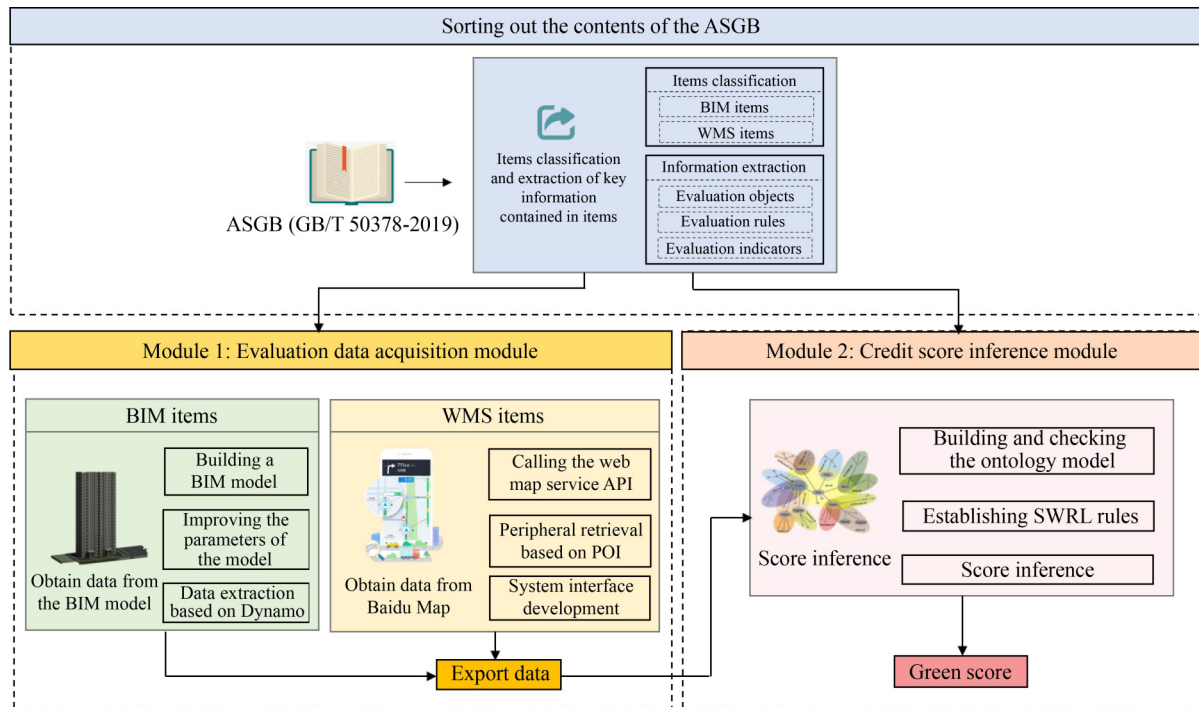 Sorting out the contents of the ASGB
ASGB (GB/T 50378-2019)
Items classification
and extraction of key
information
contained in items
Items classification
BIM items
WMS items
Information extraction
Evaluation objects
Evaluation rules
Evaluation indicators
Module 1: Evaluation data acquisition module
BIM items
Obtain data from
the BIM model
Building a
BIM model
Improving the
parameters of
the model
Data extraction
based on Dynamo
WMS items
Obtain data from
Baidu Map
Calling the web
map service API
Peripheral retrieval
based on POI
System interface
development
Export data
Module 2: Credit score inference module
Score inference
Building and checking
the ontology model
Establishing SWRL rules
Score inference
Green score